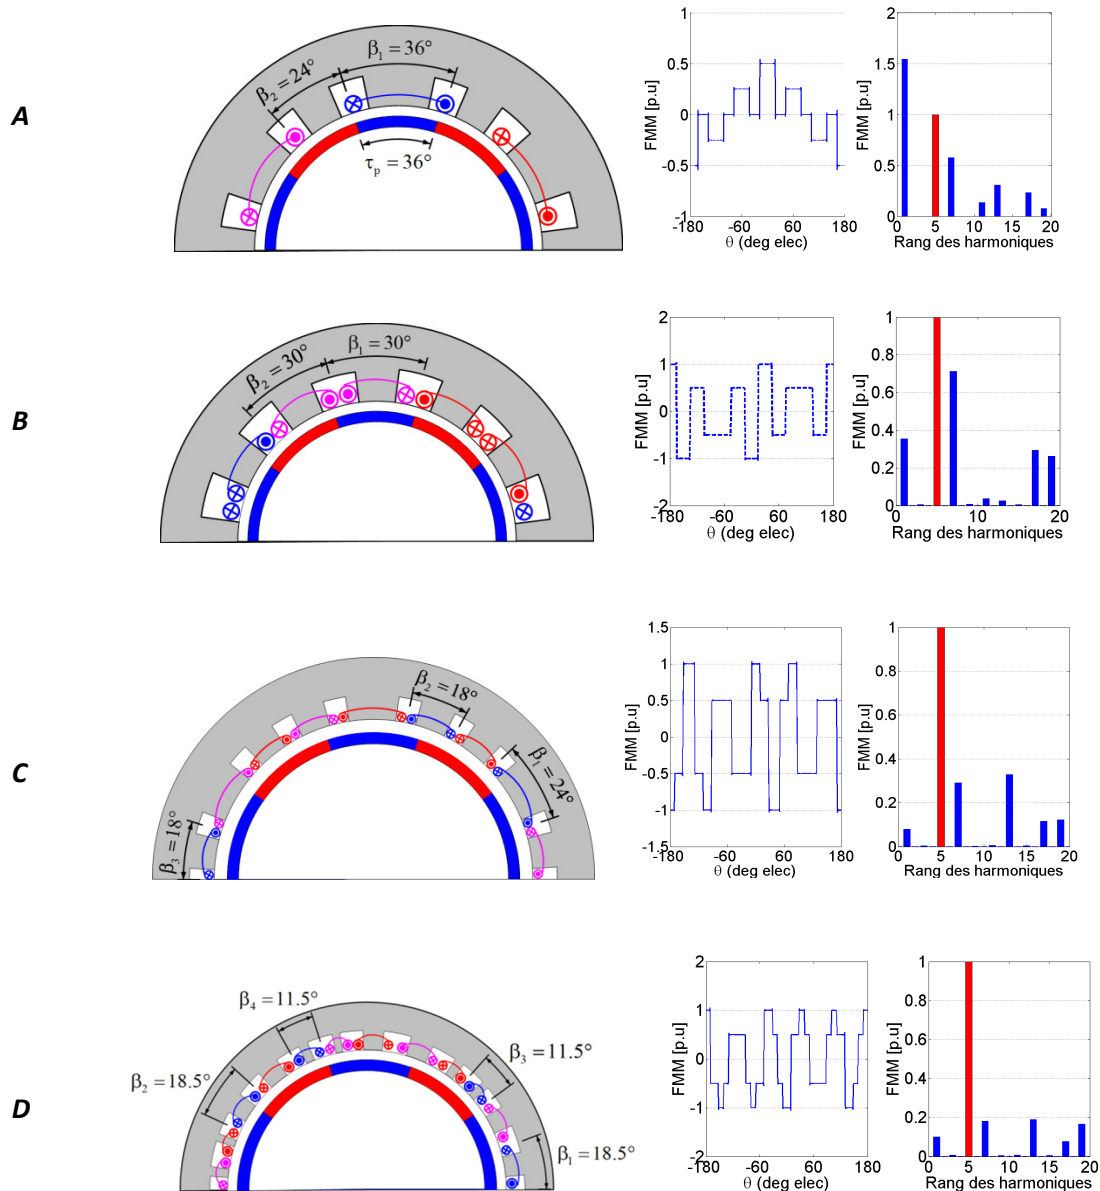 A
β₁ = 36°
β₂ = 24°
τₚ = 36°
FMM [p.u]
0.5
0
-0.5
-1
-180
-60
60
180
θ (deg elec)
FMM [p.u]
2
1.5
1
0.5
0
0
5
10
15
20
Rang des harmoniques
B
β₁ = 30°
β₂ = 30°
FMM [p.u]
2
1
0
-1
-2
-180
-60
60
180
θ (deg elec)
FMM [p.u]
1
0.8
0.6
0.4
0.2
0
0
10
20
Rang des harmoniques
C
β₂ = 18°
β₁ = 24°
β₃ = 18°
FMM [p.u]
1.5
1
0.5
0
-0.5
-1
-1.5
-180
-60
60
180
θ (deg elec)
FMM [p.u]
1
0.8
0.6
0.4
0.2
0
0
5
10
15
20
Rang des harmoniques
D
β₄ = 11.5°
β₃ = 11.5°
β₂ = 18.5°
β₁ = 18.5°
FMM [p.u]
2
1
0
-1
-2
-180
-60
60
180
θ (deg elec)
FMM [p.u]
1
0.8
0.6
0.4
0.2
0
0
5
10
15
20
Rang des harmoniques